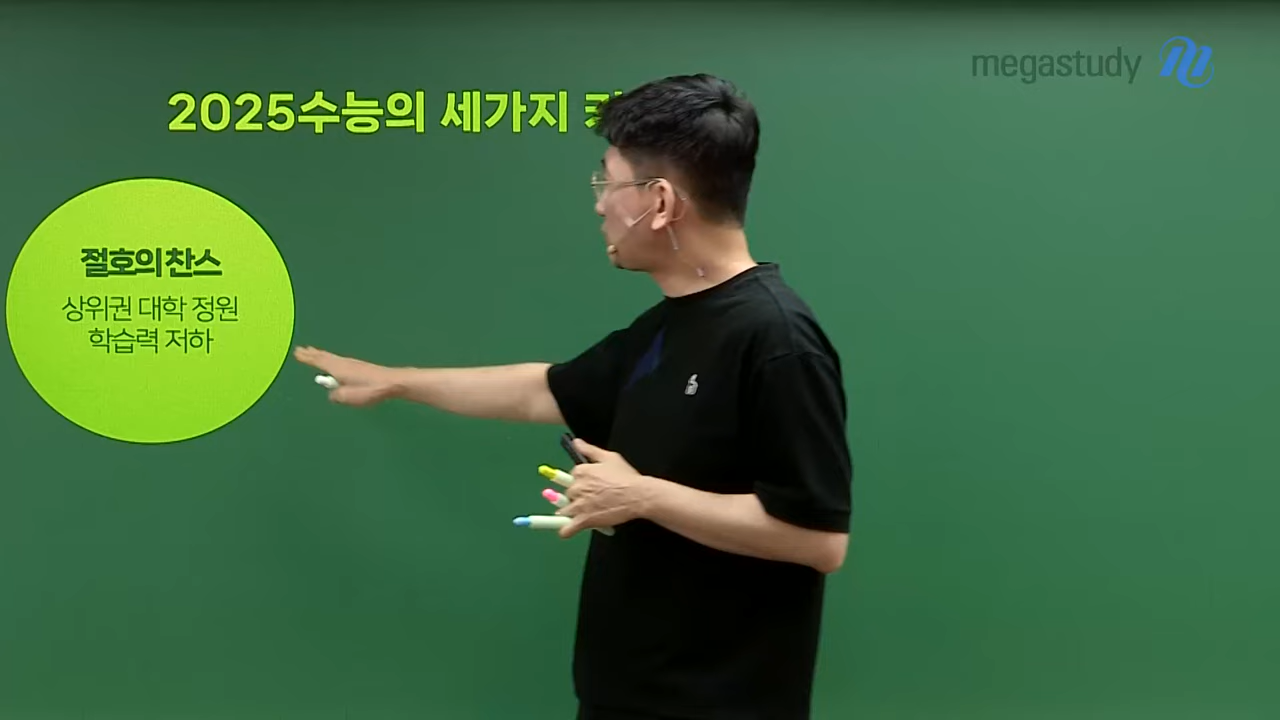 megastudy
2025수능의 세가지
절호의 찬스
상위권 대학 정원
학습력 저하